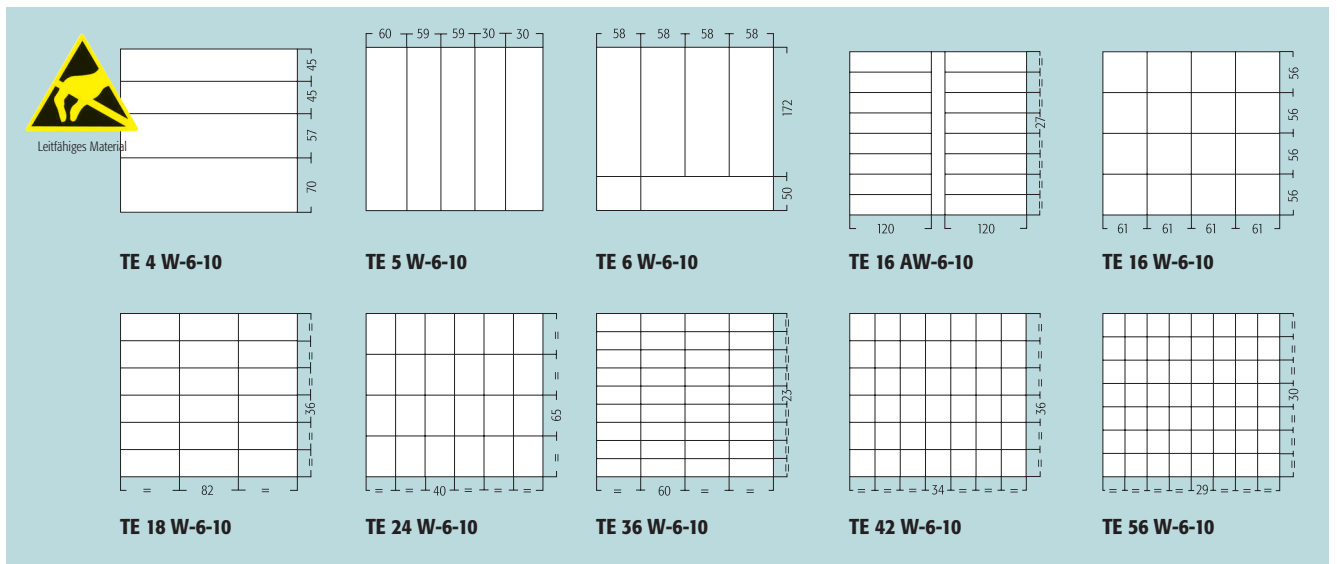 Leitfähiges Material
45
45
57
70
TE 4 W-6-10
60 59 59 30 30
TE 5 W-6-10
58 58 58 58
172
50
TE 6 W-6-10
= = = 27 = = = =
120 120
TE 16 AW-6-10
56
56
56
56
61 61 61 61
TE 16 W-6-10
= = = 36 = =
= 82 =
TE 18 W-6-10
= = 65 =
= = 40 = = =
TE 24 W-6-10
= = = = 23 = = = =
= 60 = =
TE 36 W-6-10
= = = 36 = =
= = = 34 = = =
TE 42 W-6-10
= = = 30 = = =
= = = = 29 = = =
TE 56 W-6-10